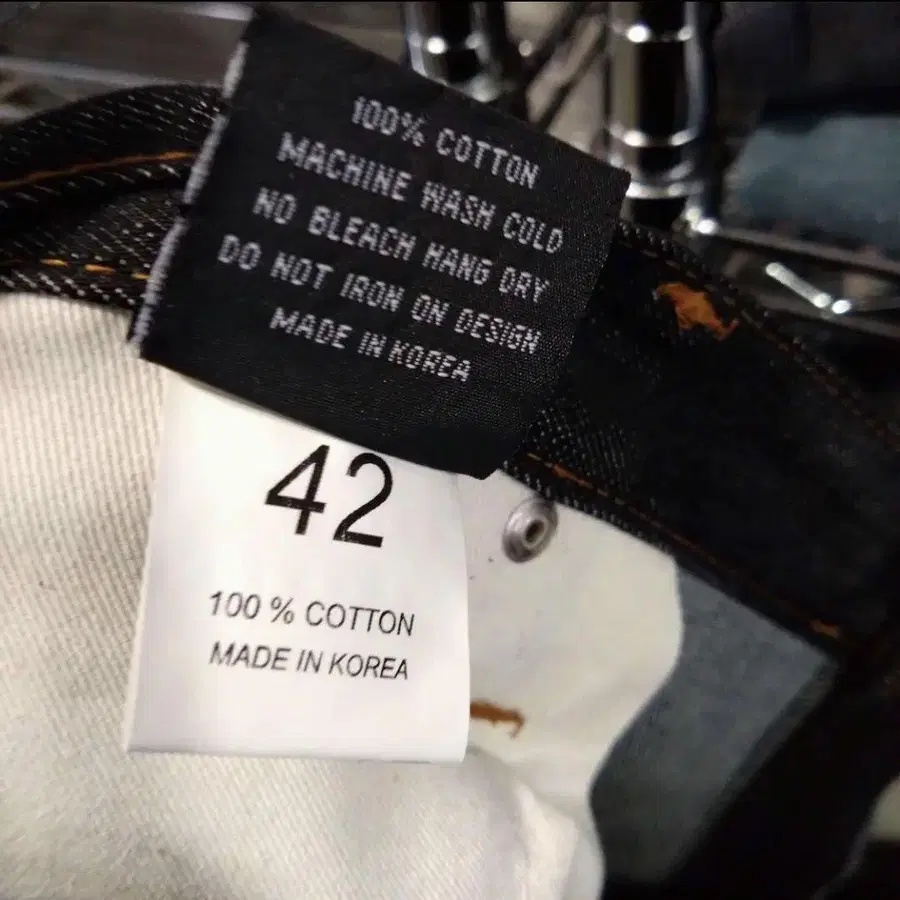 100% COTTON
MACHINE WASH COLD
NO BLEACH HANG DRY
DO NOT IRON ON DESIGN
MADE IN KOREA
42
100 % COTTON
MADE IN KOREA